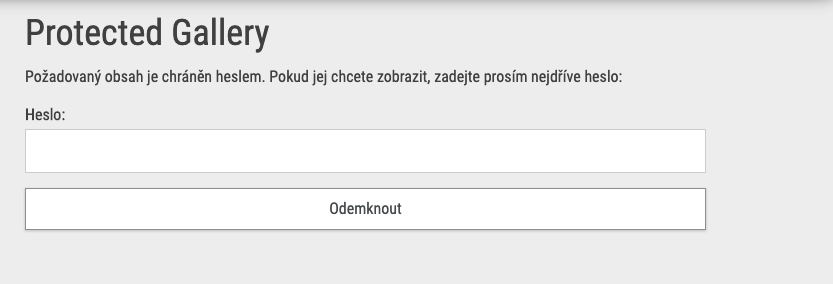 Protected Gallery
Požadovaný obsah je chráněn heslem. Pokud jej chcete zobrazit, zadejte prosím nejdříve heslo:
Heslo:
Odemknout